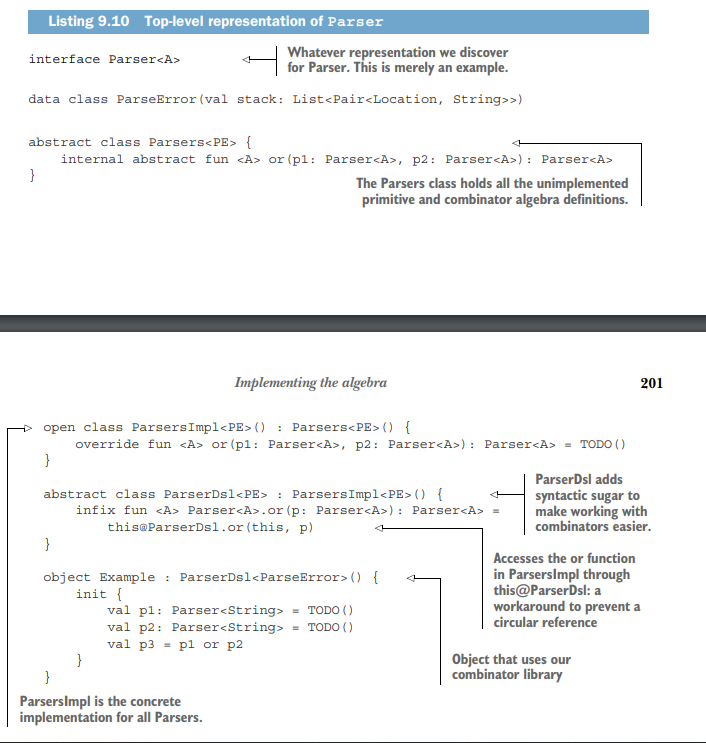 Listing 9.10 Top-level representation of Parser
interface Parser<A>
Whatever representation we discover
for Parser. This is merely an example.
data class ParseError(val stack: List<Pair<Location, String>>)
abstract class Parsers<PE> {
internal abstract fun <A> or(p1: Parser<A>, p2: Parser<A>): Parser<A>
}
The Parsers class holds all the unimplemented
primitive and combinator algebra definitions.
Implementing the algebra
201
open class ParsersImpl<PE>() : Parsers<PE>() {
override fun <A> or(p1: Parser<A>, p2: Parser<A>): Parser<A> = TODO()
}
abstract class ParserDsl<PE> : ParsersImpl<PE>() {
infix fun <A> Parser<A>.or(p: Parser<A>): Parser<A> =
this@ParserDsl.or(this, p)
}
ParserDsl adds
syntactic sugar to
make working with
combinators easier.
Accesses the or function
in ParsersImpl through
this@ParserDsl: a
workaround to prevent a
circular reference
object Example : ParserDsl<ParseError>() {
init {
val p1: Parser<String> = TODO()
val p2: Parser<String> = TODO()
val p3 = p1 or p2
}
}
Object that uses our
combinator library
ParsersImpl is the concrete
implementation for all Parsers.